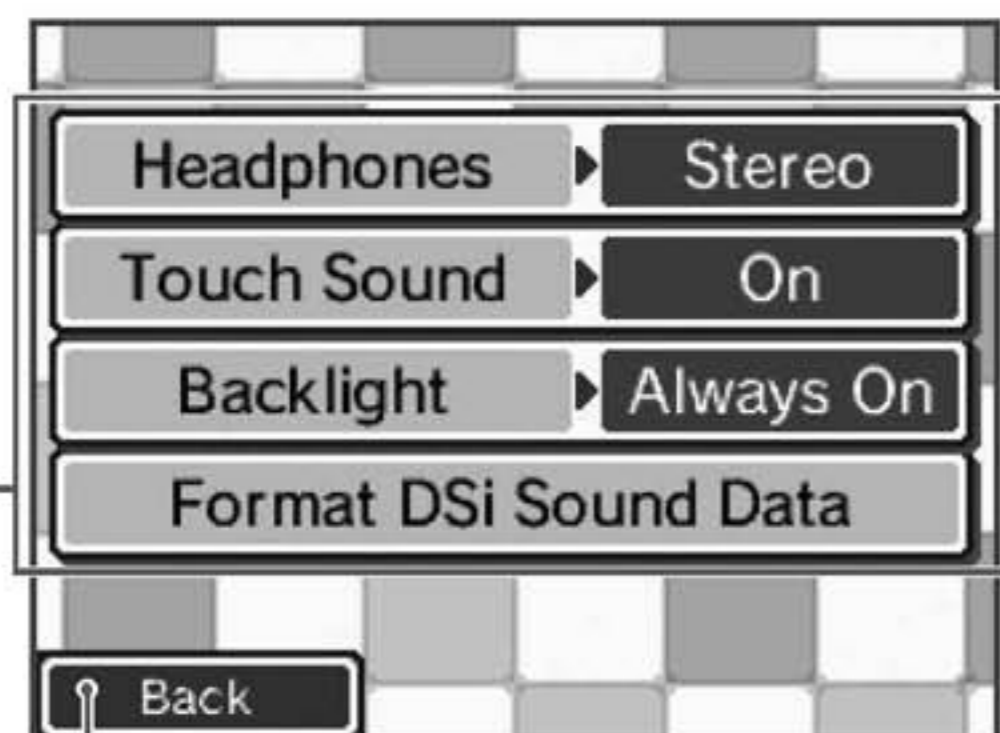 Headphones Stereo
Touch Sound On
Backlight Always On
Format DSi Sound Data
Back